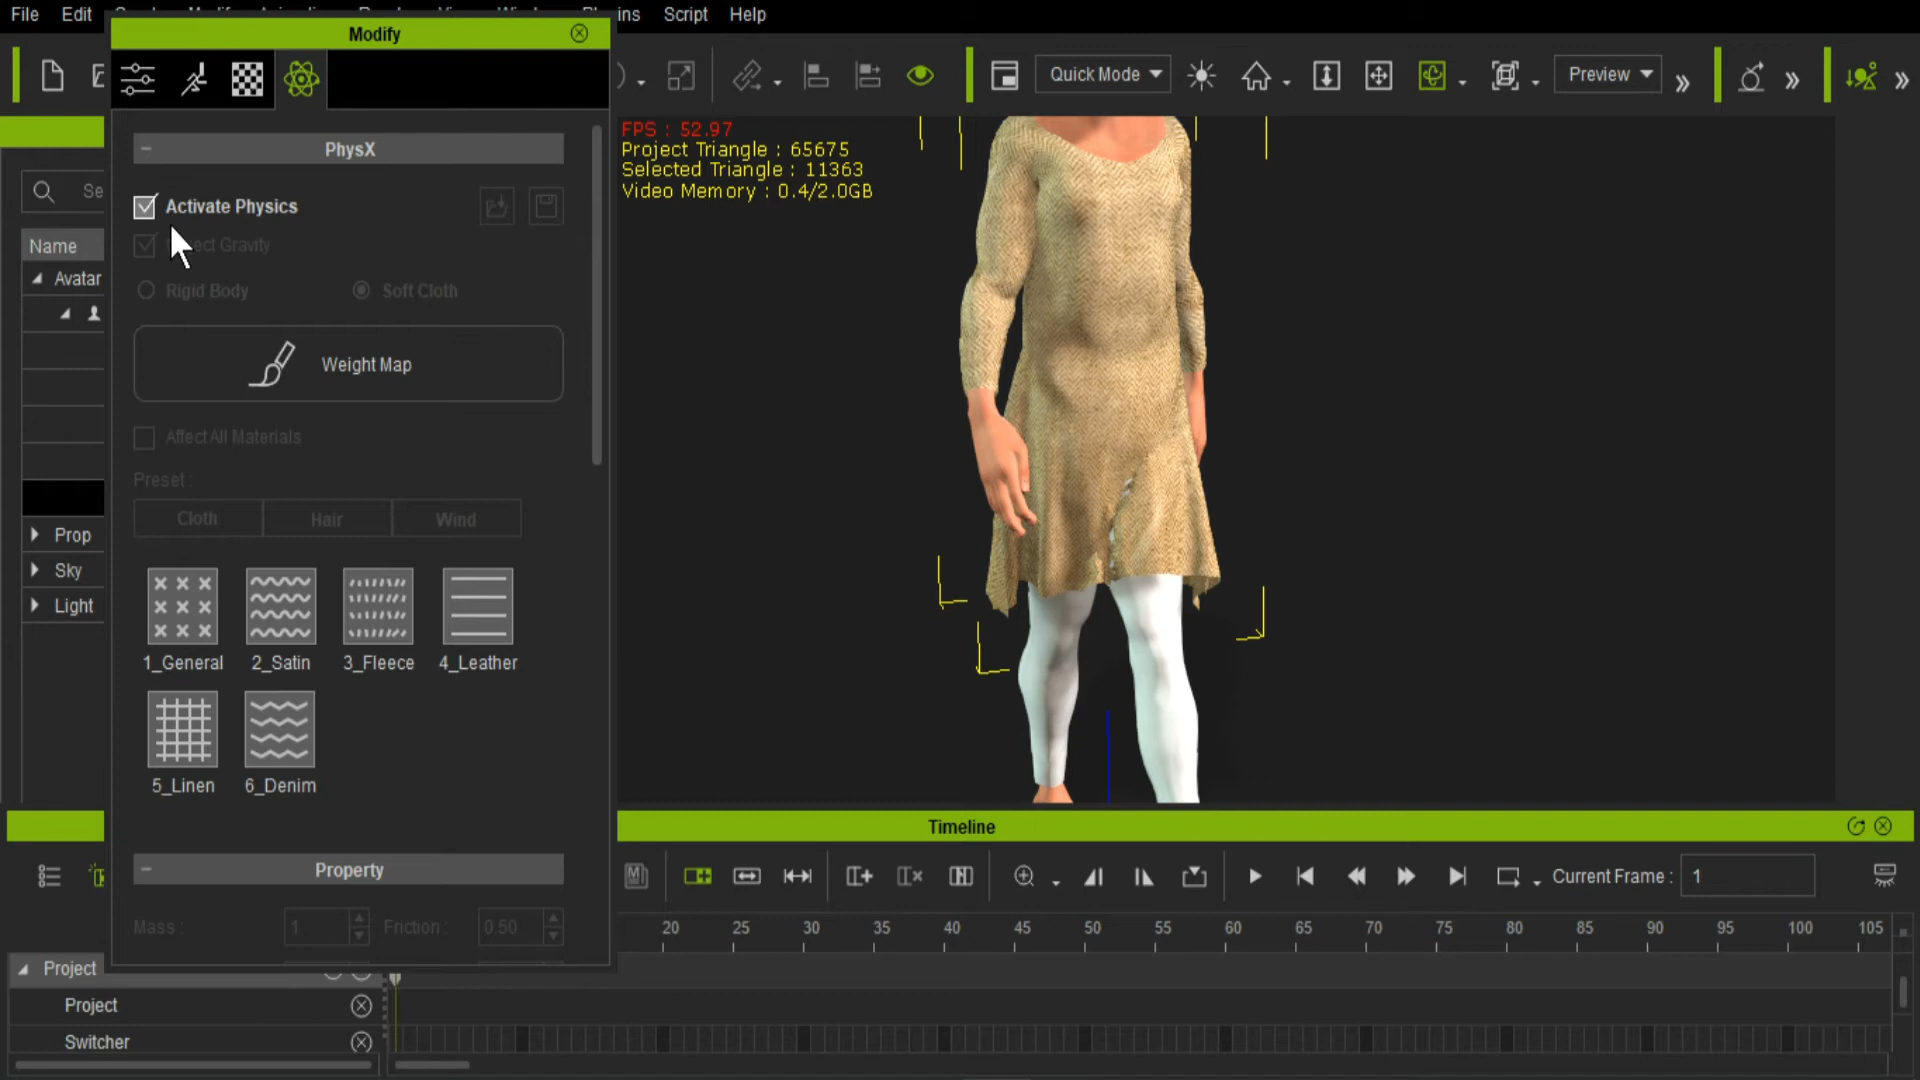 File Edit
Script Help
Modify
Quick Mode
Preview
PhysX
FPS : 52.97
Project Triangle : 65675
Selected Triangle : 11363
Video Memory : 0.4/2.0GB
Se
Activate Physics
Name
ect Gravity
Avatar
Rigid Body
Soft Cloth
Weight Map
Affect All Materials
Preset :
Cloth
Hair
Wind
Prop
Sky
Light
1_General
2_Satin
3_Fleece
4_Leather
5_Linen
6_Denim
Timeline
Property
Current Frame :
1
Mass :
1
Friction :
0.50
20 25 30 35 40 45 50 55 60 65 70 75 80 85 90 95 100 105
Project
Project
Switcher